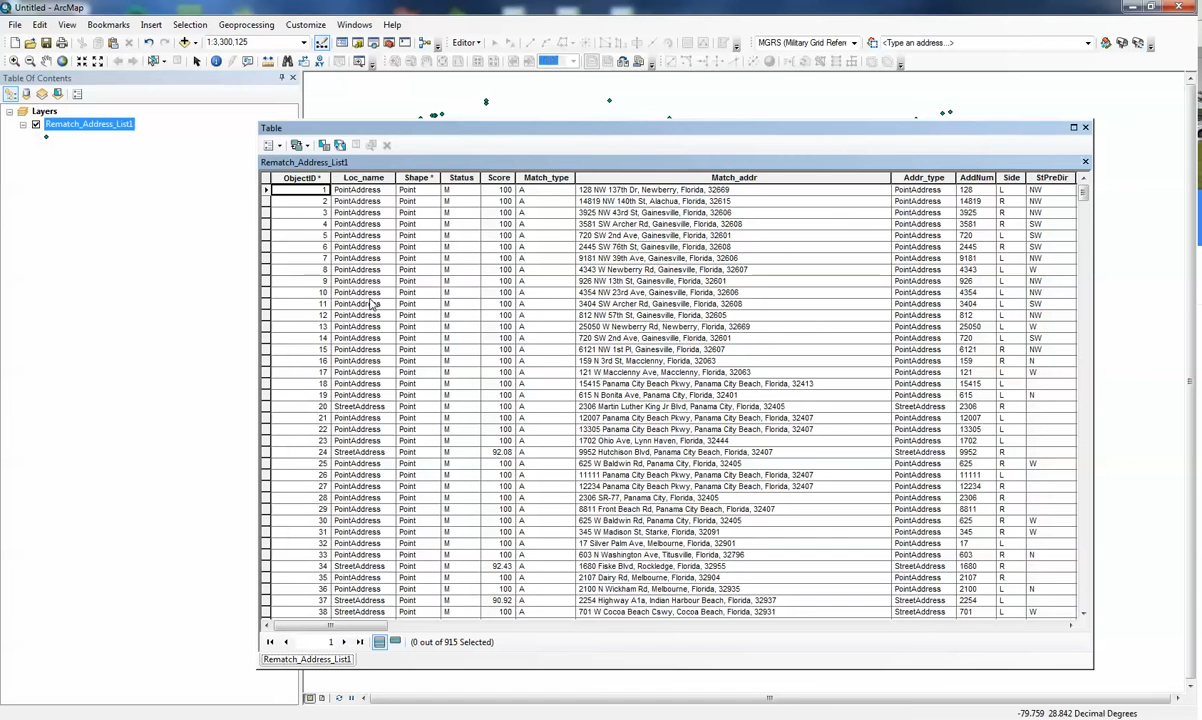 Untitled - ArcMap
File Edit View Bookmarks Insert Selection Geoprocessing Customize Windows Help
1:3,300,125 Editor MGRS (Military Grid Refere <Type an address...>
Table Of Contents
Layers
Rematch_Address_List1
Table
Rematch_Address_List1
ObjectID * Loc_name Shape * Status Score Match_type Match_addr Addr_type AddNum Side StPreDir
1 PointAddress Point M 100 A 128 NW 137th Dr, Newberry, Florida, 32669 PointAddress 128 L NW
2 PointAddress Point M 100 A 14819 NW 140th St, Alachua, Florida, 32615 PointAddress 14819 R NW
3 PointAddress Point M 100 A 3925 NW 43rd St, Gainesville, Florida, 32606 PointAddress 3925 R NW
4 PointAddress Point M 100 A 3581 SW Archer Rd, Gainesville, Florida, 32608 PointAddress 3581 R SW
5 PointAddress Point M 100 A 720 SW 2nd Ave, Gainesville, Florida, 32601 PointAddress 720 L SW
6 PointAddress Point M 100 A 2445 SW 76th St, Gainesville, Florida, 32608 PointAddress 2445 R SW
7 PointAddress Point M 100 A 9181 NW 39th Ave, Gainesville, Florida, 32606 PointAddress 9181 L NW
8 PointAddress Point M 100 A 4343 W Newberry Rd, Gainesville, Florida, 32607 PointAddress 4343 L W
9 PointAddress Point M 100 A 926 NW 13th St, Gainesville, Florida, 32601 PointAddress 926 L NW
10 PointAddress Point M 100 A 4354 NW 23rd Ave, Gainesville, Florida, 32606 PointAddress 4354 L NW
11 PointAddress Point M 100 A 3404 SW Archer Rd, Gainesville, Florida, 32608 PointAddress 3404 L SW
12 PointAddress Point M 100 A 812 NW 57th St, Gainesville, Florida, 32605 PointAddress 812 L NW
13 PointAddress Point M 100 A 25050 W Newberry Rd, Newberry, Florida, 32669 PointAddress 25050 L W
14 PointAddress Point M 100 A 720 SW 2nd Ave, Gainesville, Florida, 32601 PointAddress 720 L SW
15 PointAddress Point M 100 A 6121 NW 1st Pl, Gainesville, Florida, 32607 PointAddress 6121 R NW
16 PointAddress Point M 100 A 159 N 3rd St, Macclenny, Florida, 32063 PointAddress 159 R N
17 PointAddress Point M 100 A 121 W Macclenny Ave, Macclenny, Florida, 32063 PointAddress 121 L W
18 PointAddress Point M 100 A 15415 Panama City Beach Pkwy, Panama City Beach, Florida, 32413 PointAddress 15415 L
19 PointAddress Point M 100 A 615 N Bonita Ave, Panama City, Florida, 32401 PointAddress 615 L N
20 StreetAddress Point M 100 A 2306 Martin Luther King Jr Blvd, Panama City, Florida, 32405 StreetAddress 2306 R
21 PointAddress Point M 100 A 12007 Panama City Beach Pkwy, Panama City Beach, Florida, 32407 PointAddress 12007 L
22 PointAddress Point M 100 A 13305 Panama City Beach Pkwy, Panama City Beach, Florida, 32407 PointAddress 13305 L
23 PointAddress Point M 100 A 1702 Ohio Ave, Lynn Haven, Florida, 32444 PointAddress 1702 L
24 StreetAddress Point M 92.08 A 9952 Hutchison Blvd, Panama City, Florida, 32407 StreetAddress 9952 R
25 PointAddress Point M 100 A 625 W Baldwin Rd, Panama City, Florida, 32405 PointAddress 625 R W
26 PointAddress Point M 100 A 11111 Panama City Beach Pkwy, Panama City Beach, Florida, 32407 PointAddress 11111 L
27 PointAddress Point M 100 A 12234 Panama City Beach Pkwy, Panama City Beach, Florida, 32407 PointAddress 12234 R
28 PointAddress Point M 100 A 2306 SR-77, Panama City, Florida, 32405 PointAddress 2306 R
29 PointAddress Point M 100 A 8811 Front Beach Rd, Panama City Beach, Florida, 32407 PointAddress 8811 R
30 PointAddress Point M 100 A 625 W Baldwin Rd, Panama City, Florida, 32405 PointAddress 625 R W
31 PointAddress Point M 100 A 345 W Madison St, Starke, Florida, 32091 PointAddress 345 R W
32 PointAddress Point M 100 A 17 Silver Palm Ave, Melbourne, Florida, 32901 PointAddress 17 L
33 PointAddress Point M 100 A 603 N Washington Ave, Titusville, Florida, 32796 PointAddress 603 R N
34 StreetAddress Point M 92.43 A 1680 Fiske Blvd, Rockledge, Florida, 32955 StreetAddress 1680 R
35 PointAddress Point M 100 A 2107 Dairy Rd, Melbourne, Florida, 32904 PointAddress 2107 R
36 PointAddress Point M 100 A 2100 N Wickham Rd, Melbourne, Florida, 32935 PointAddress 2100 L N
37 StreetAddress Point M 90.92 A 2254 Highway A1a, Indian Harbour Beach, Florida, 32937 StreetAddress 2254 L
38 StreetAddress Point M 100 A 701 W Cocoa Beach Cswy, Cocoa Beach, Florida, 32931 StreetAddress 701 L W
1 (0 out of 915 Selected)
Rematch_Address_List1
-79.759 28.842 Decimal Degrees